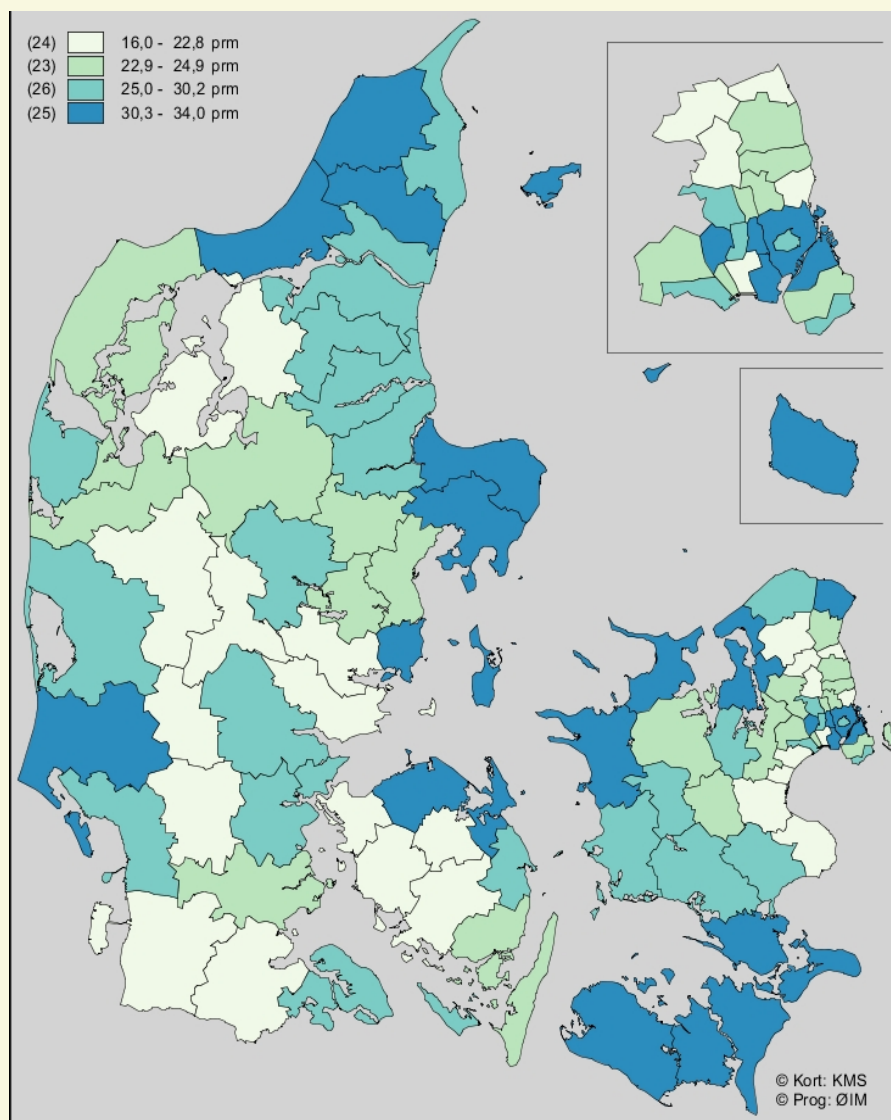 (24) 16,0 - 22,8 prm
(23) 22,9 - 24,9 prm
(26) 25,0 - 30,2 prm
(25) 30,3 - 34,0 prm
© Kort: KMS
© Prog: ØIM